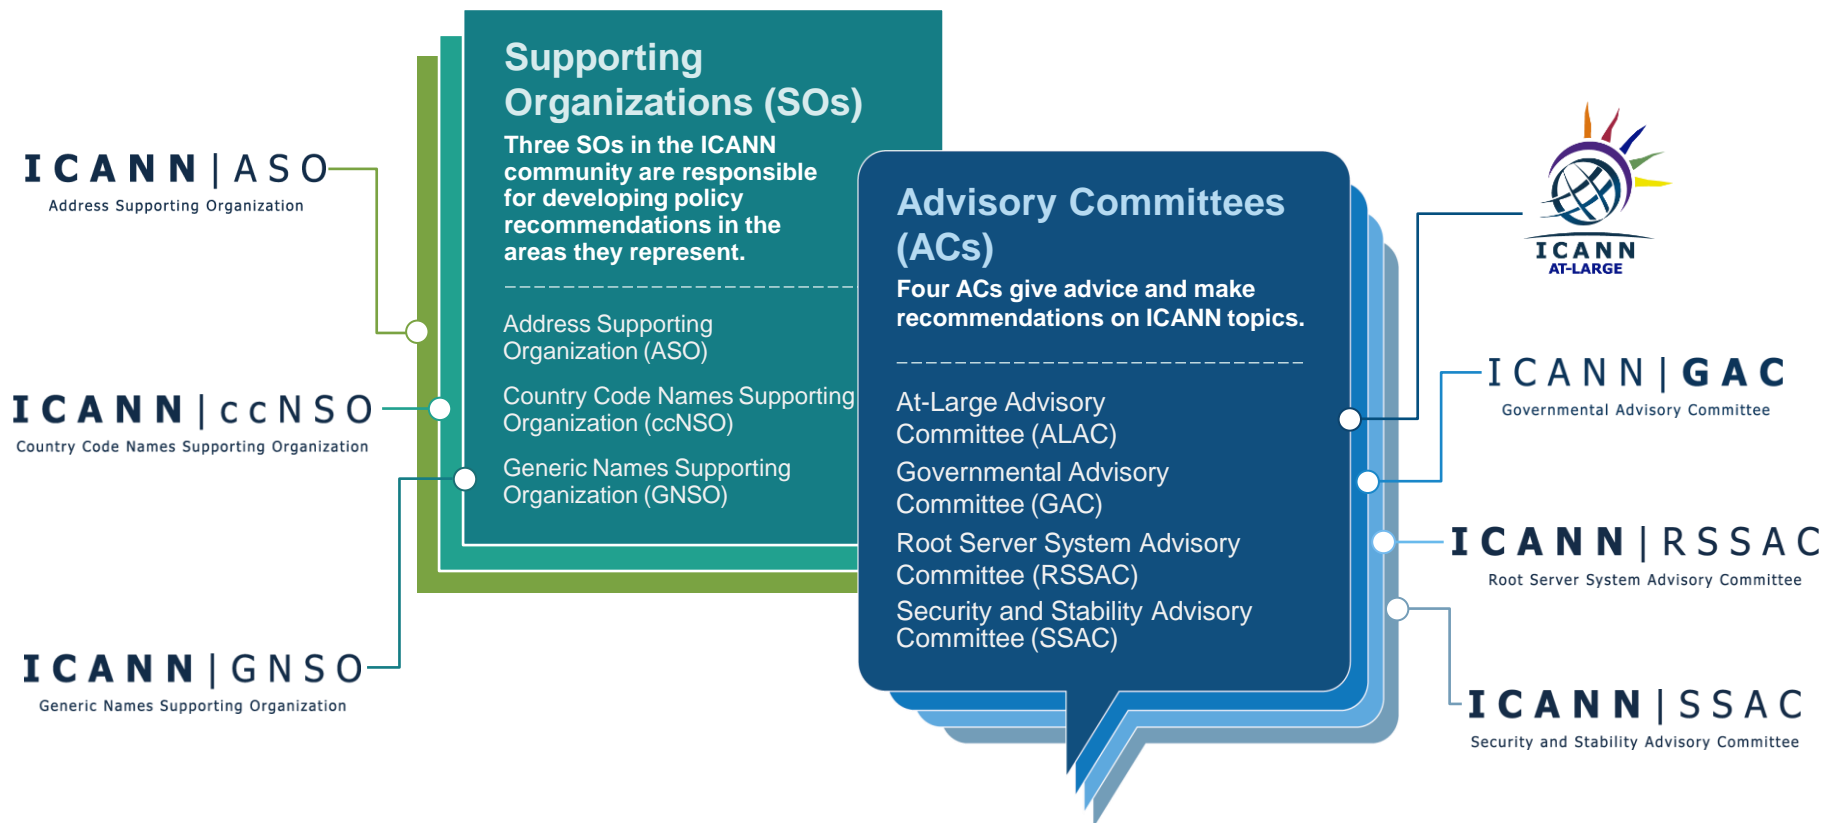 Supporting
Organizations (SOs)
Three SOs in the ICANN
community are responsible
for developing policy
recommendations in the
areas they represent.
Address Supporting
Organization (ASO)
Country Code Names Supporting
Organization (ccNSO)
Generic Names Supporting
Organization (GNSO)
ICANN|ASO
Address Supporting Organization
ICANN|ccNSO
Country Code Names Supporting Organization
ICANN|GNSO
Generic Names Supporting Organization
Advisory Committees
(ACs)
Four ACs give advice and make
recommendations on ICANN topics.
At-Large Advisory
Committee (ALAC)
Governmental Advisory
Committee (GAC)
Root Server System Advisory
Committee (RSSAC)
Security and Stability Advisory
Committee (SSAC)
ICANN
AT-LARGE
ICANN|GAC
Governmental Advisory Committee
ICANN|RSSAC
Root Server System Advisory Committee
ICANN|SSAC
Security and Stability Advisory Committee